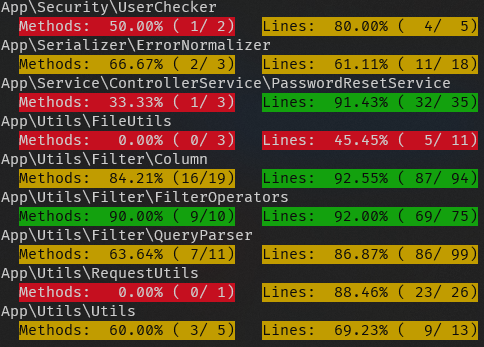 App\Security\UserChecker
  Methods:  50.00% ( 1/ 2)   Lines:  80.00% (  4/  5)
App\Serializer\ErrorNormalizer
  Methods:  66.67% ( 2/ 3)   Lines:  61.11% ( 11/ 18)
App\Service\ControllerService\PasswordResetService
  Methods:  33.33% ( 1/ 3)   Lines:  91.43% ( 32/ 35)
App\Utils\FileUtils
  Methods:   0.00% ( 0/ 3)   Lines:  45.45% (  5/ 11)
App\Utils\Filter\Column
  Methods:  84.21% (16/19)   Lines:  92.55% ( 87/ 94)
App\Utils\Filter\FilterOperators
  Methods:  90.00% ( 9/10)   Lines:  92.00% ( 69/ 75)
App\Utils\Filter\QueryParser
  Methods:  63.64% ( 7/11)   Lines:  86.87% ( 86/ 99)
App\Utils\RequestUtils
  Methods:   0.00% ( 0/ 1)   Lines:  88.46% ( 23/ 26)
App\Utils\Utils
  Methods:  60.00% ( 3/ 5)   Lines:  69.23% (  9/ 13)